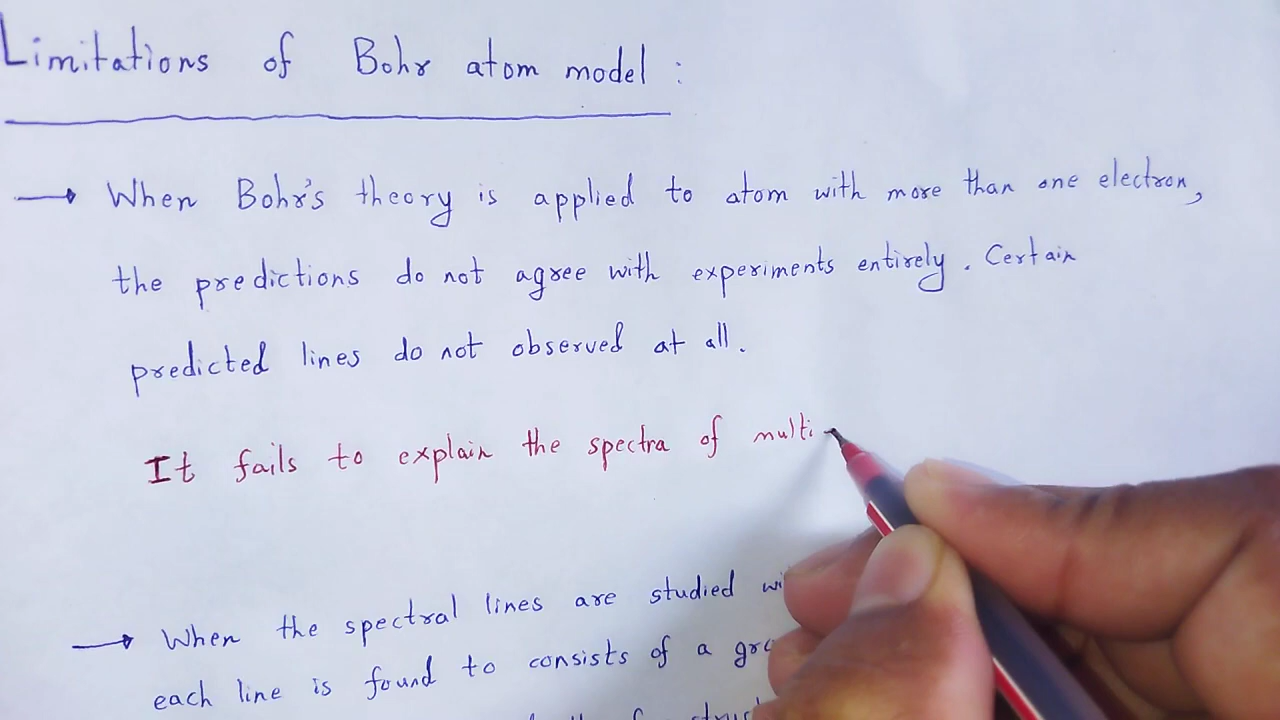 Limitations of Bohr atom model :
→ When Bohr's theory is applied to atom with more than one electron,
the predictions do not agree with experiments entirely. Certain
predicted lines do not observed at all.
It fails to explain the spectra of multi-
→ When the spectral lines are studied
each line is found to consists of a